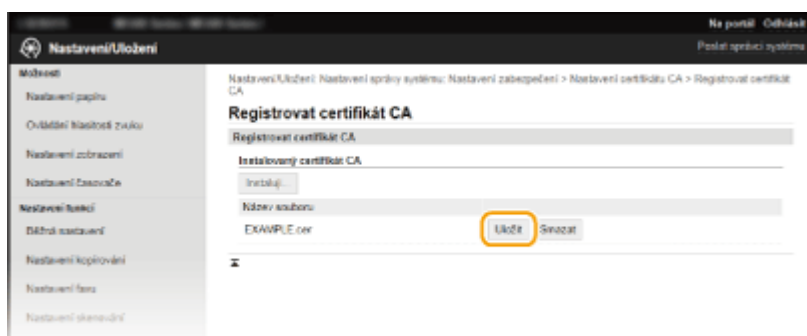 Na portál Odhlásit
Nastavení/Uložení
Poslat správci systému
Možnosti
Nastavení papíru
Ovládání hlasitosti zvuku
Nastavení zobrazení
Nastavení časovače
Nastavení funkcí
Běžná nastavení
Nastavení kopírování
Nastavení faxu
Nastavení skenování
Nastavení/Uložení: Nastavení správy systému: Nastavení zabezpečení > Nastavení certifikátu CA > Registrovat certifikát
CA
Registrovat certifikát CA
Registrovat certifikát CA
Instalovaný certifikát CA
Instaluji...
Název souboru
EXAMPLE.cer
Uložit
Smazat